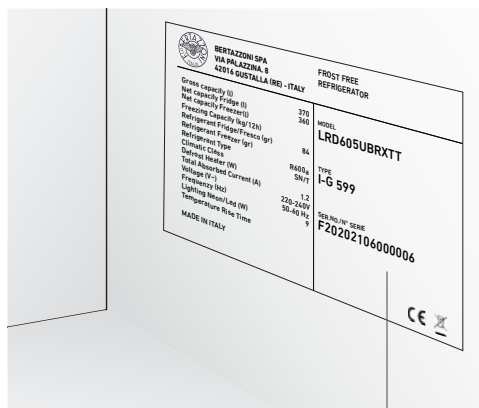 BERTAZZONI SPA
VIA PALAZZINA, 8
42016 GUSTALLA (RE) - ITALY
FROST FREE
REFRIGERATOR
Gross capacity (l) 370
Net capacity Fridge (l) 360
Net capacity Freezer(l)
Freezing Capacity (kg/12h)
Refrigerant Fridge/Fresco (gr) 84
Refrigerant Freezer (gr)
Refrigerant Type R600a
Climatic Class SN/T
Defrost Heater (W)
Total Absorbed Current (A) 1.2
Voltage (V~) 220-240V
Frequency (Hz) 50-60 Hz
Lighting Neon/Led (W) 9
Temperature Rise Time
MADE IN ITALY
MODEL
LRD605UBRXTT
TYPE
I-G 599
SER.No./N° SERIE
F20202106000006
CE